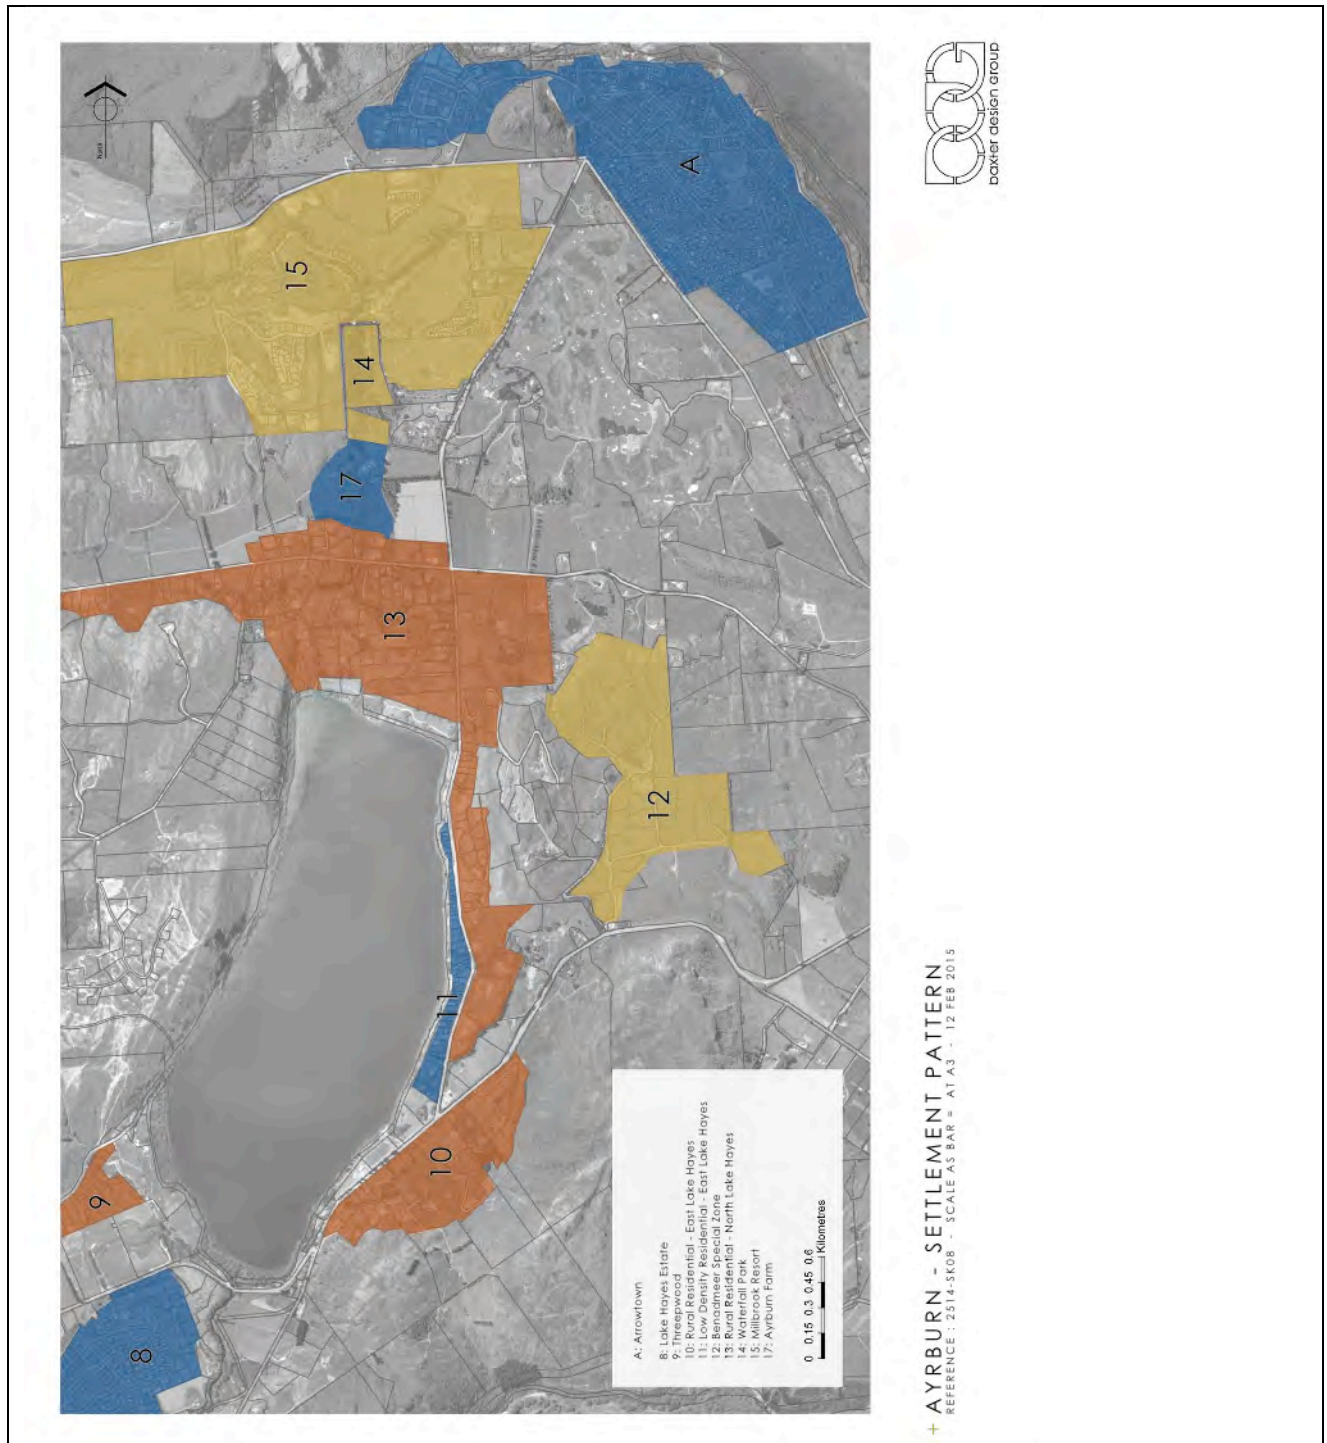 North
A
15
14
17
13
12
11
10
9
8
A: Arrowtown
8: Lake Hayes Estate
9: Threepwood
10: Rural Residential - East Lake Hayes
11: Low Density Residential - East Lake Hayes
12: Benadmeer Special Zone
13: Rural Residential - North Lake Hayes
14: Waterfall Park
15: Millbrook Resort
17: Ayrburn Farm
0 0.15 0.3 0.45 0.6
Kilometres
+ AYRBURN - SETTLEMENT PATTERN
REFERENCE : 2514-SK08 - SCALE AS BAR = AT A3 - 12 FEB 2015
baxter design group